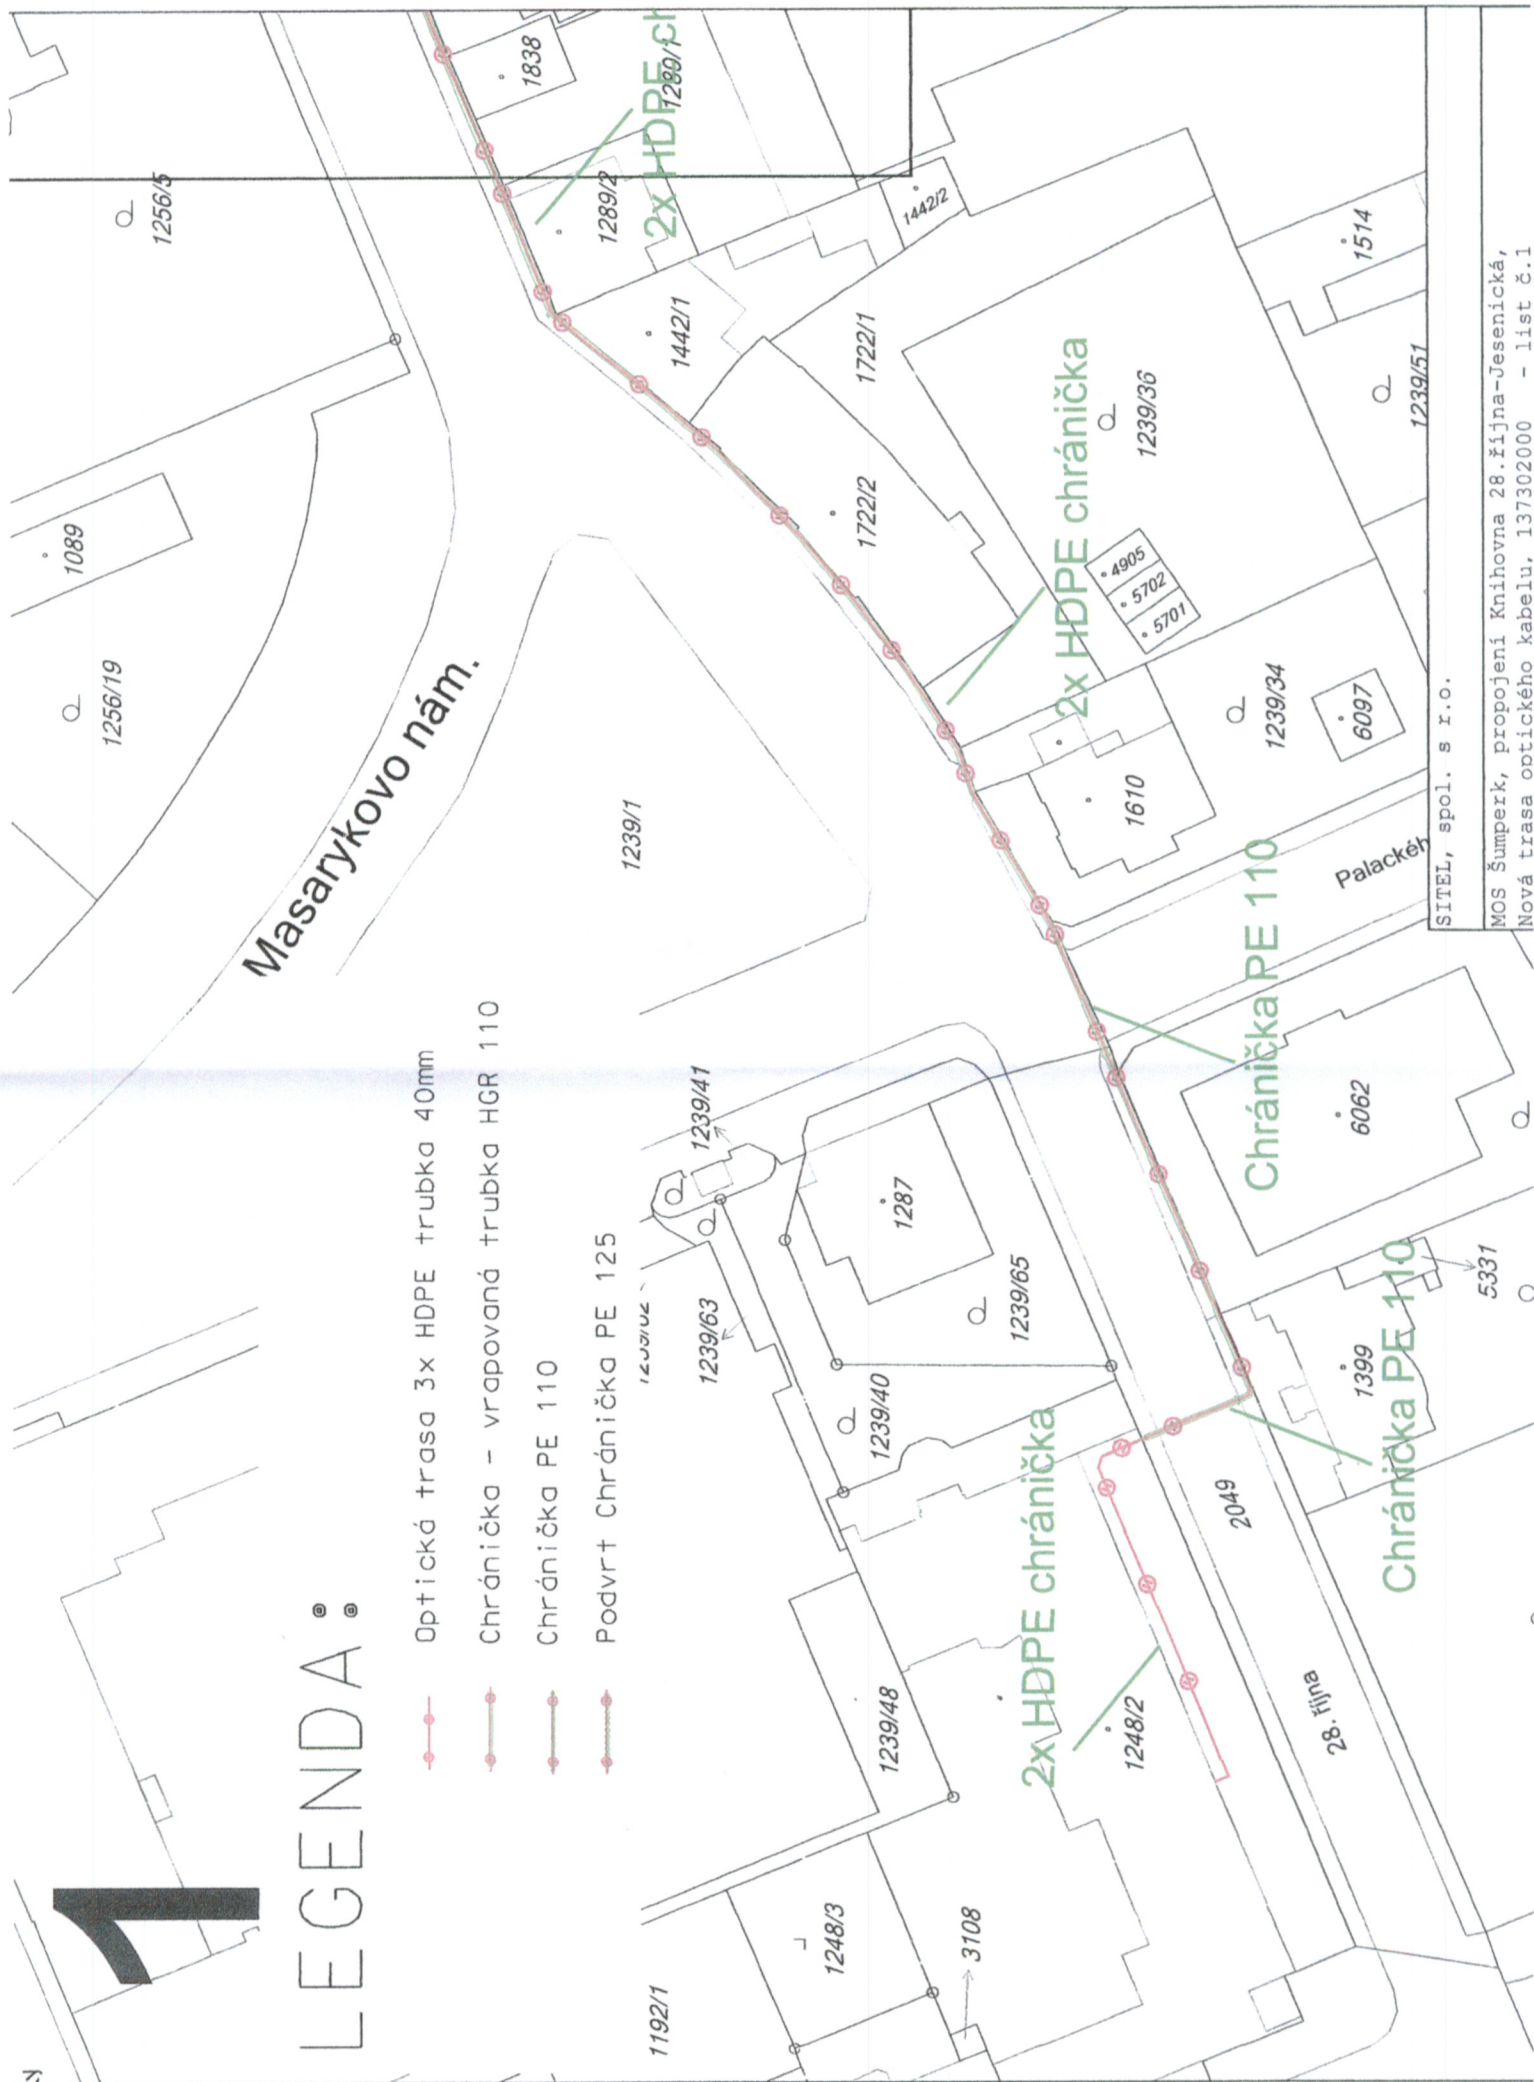 1
LEGENDA:
Optická trasa 3x HDPE trubka 40mm
Chránička - vrapovaná trubka HGR 110
Chránička PE 110
Podvrt Chránička PE 125
Masarykovo nám.
1256/19
1089
1256/5
1239/1
1838
1289/1
1289/2
2x HDPE ch
1442/1
1442/2
1722/1
1722/2
2x HDPE chránička
1239/36
4905
5702
5701
1514
1239/51
1239/34
6097
1610
Palackéh
Chránička PE 110
1239/41
1239/63
1287
1239/65
1239/40
6062
5331
1399
Chránička PE 110
2049
2x HDPE chránička
1239/48
1248/2
28. října
1248/3
3108
1192/1
SITEL, spol. s r.o.
MOS Šumperk, propojení Knihovna 28.října-Jesenická,
Nová trasa optického kabelu, 137302000 - list č.1